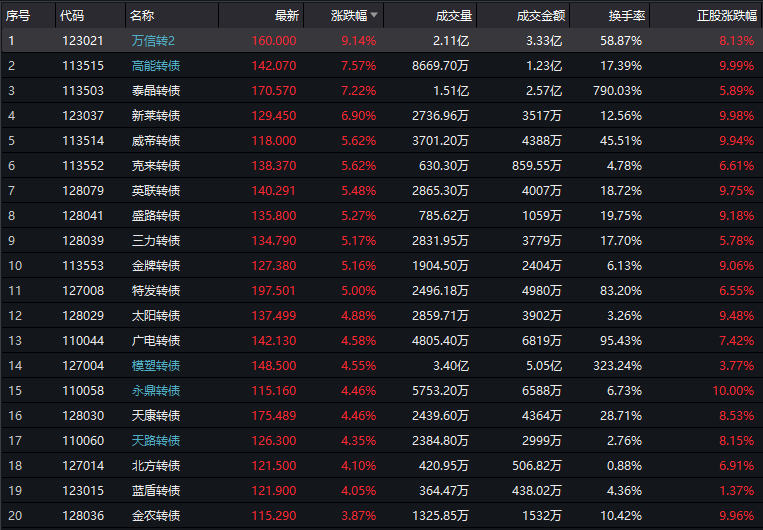 序号 代码 名称 最新 涨跌幅 成交量 成交金额 换手率 正股涨跌幅
1 123021 万信转2 160.000 9.14% 2.11亿 3.33亿 58.87% 8.13%
2 113515 高能转债 142.070 7.57% 8669.70万 1.23亿 17.39% 9.99%
3 113503 泰晶转债 170.570 7.22% 1.51亿 2.57亿 790.03% 5.89%
4 123037 新莱转债 129.450 6.90% 2736.96万 3517万 12.56% 9.98%
5 113514 威帝转债 118.000 5.62% 3701.20万 4388万 45.51% 9.94%
6 113552 克来转债 138.370 5.62% 630.30万 859.55万 4.78% 6.61%
7 128079 英联转债 140.291 5.48% 2865.30万 4007万 18.72% 9.75%
8 128041 盛路转债 135.800 5.27% 785.62万 1059万 19.75% 9.18%
9 128039 三力转债 134.790 5.17% 2831.95万 3779万 17.70% 5.78%
10 113553 金牌转债 127.380 5.16% 1904.50万 2404万 6.13% 9.06%
11 127008 特发转债 197.501 5.00% 2496.18万 4980万 83.20% 6.55%
12 128029 太阳转债 137.499 4.88% 2859.71万 3902万 3.26% 9.48%
13 110044 广电转债 142.130 4.58% 4805.40万 6819万 95.43% 7.42%
14 127004 模塑转债 148.500 4.55% 3.40亿 5.05亿 323.24% 3.77%
15 110058 永鼎转债 115.160 4.46% 5753.20万 6588万 6.73% 10.00%
16 128030 天康转债 175.489 4.46% 2439.60万 4364万 28.71% 8.53%
17 110060 天路转债 126.300 4.35% 2384.80万 2999万 2.76% 8.15%
18 127014 北方转债 121.500 4.10% 420.95万 506.82万 0.88% 6.91%
19 123015 蓝盾转债 121.900 4.05% 364.47万 438.02万 4.36% 1.37%
20 128036 金农转债 115.290 3.87% 1325.85万 1532万 10.42% 9.96%